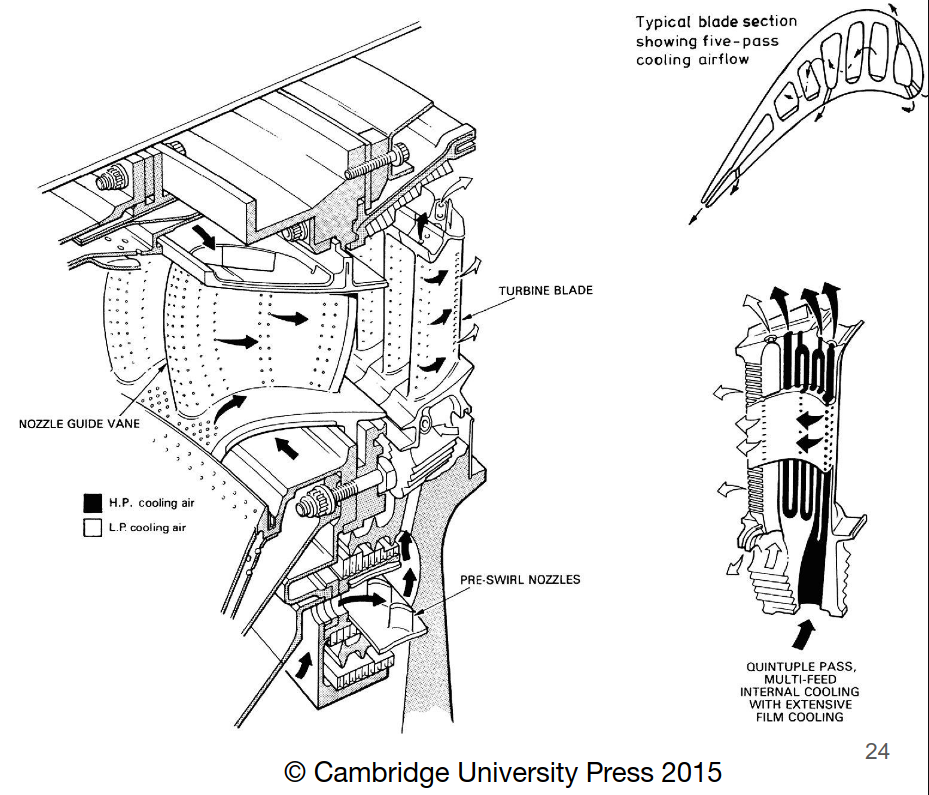 Typical blade section
showing five-pass
cooling airflow
TURBINE BLADE
NOZZLE GUIDE VANE
H.P. cooling air
L.P. cooling air
PRE-SWIRL NOZZLES
QUINTUPLE PASS,
MULTI-FEED
INTERNAL COOLING
WITH EXTENSIVE
FILM COOLING
24
© Cambridge University Press 2015